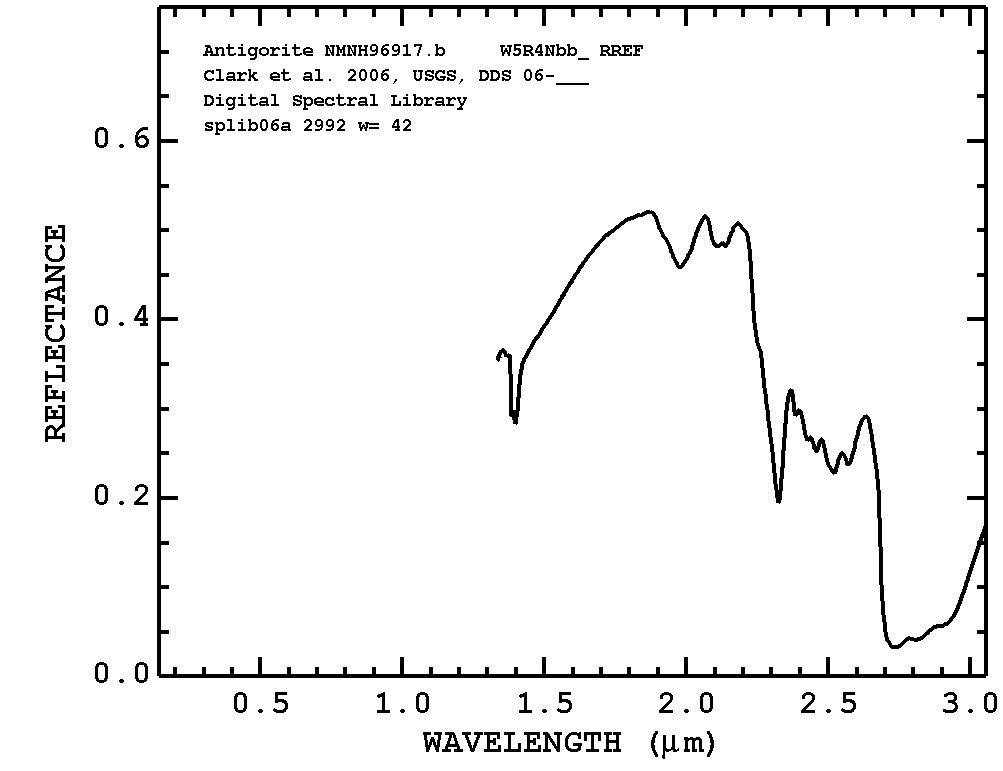 Antigorite NMNH96917.b W5R4Nbb_ RREF
Clark et al. 2006, USGS, DDS 06-___
Digital Spectral Library
splib06a 2992 w= 42
REFLECTANCE
0.6
0.4
0.2
0.0
0.5 1.0 1.5 2.0 2.5 3.0
WAVELENGTH (μm)